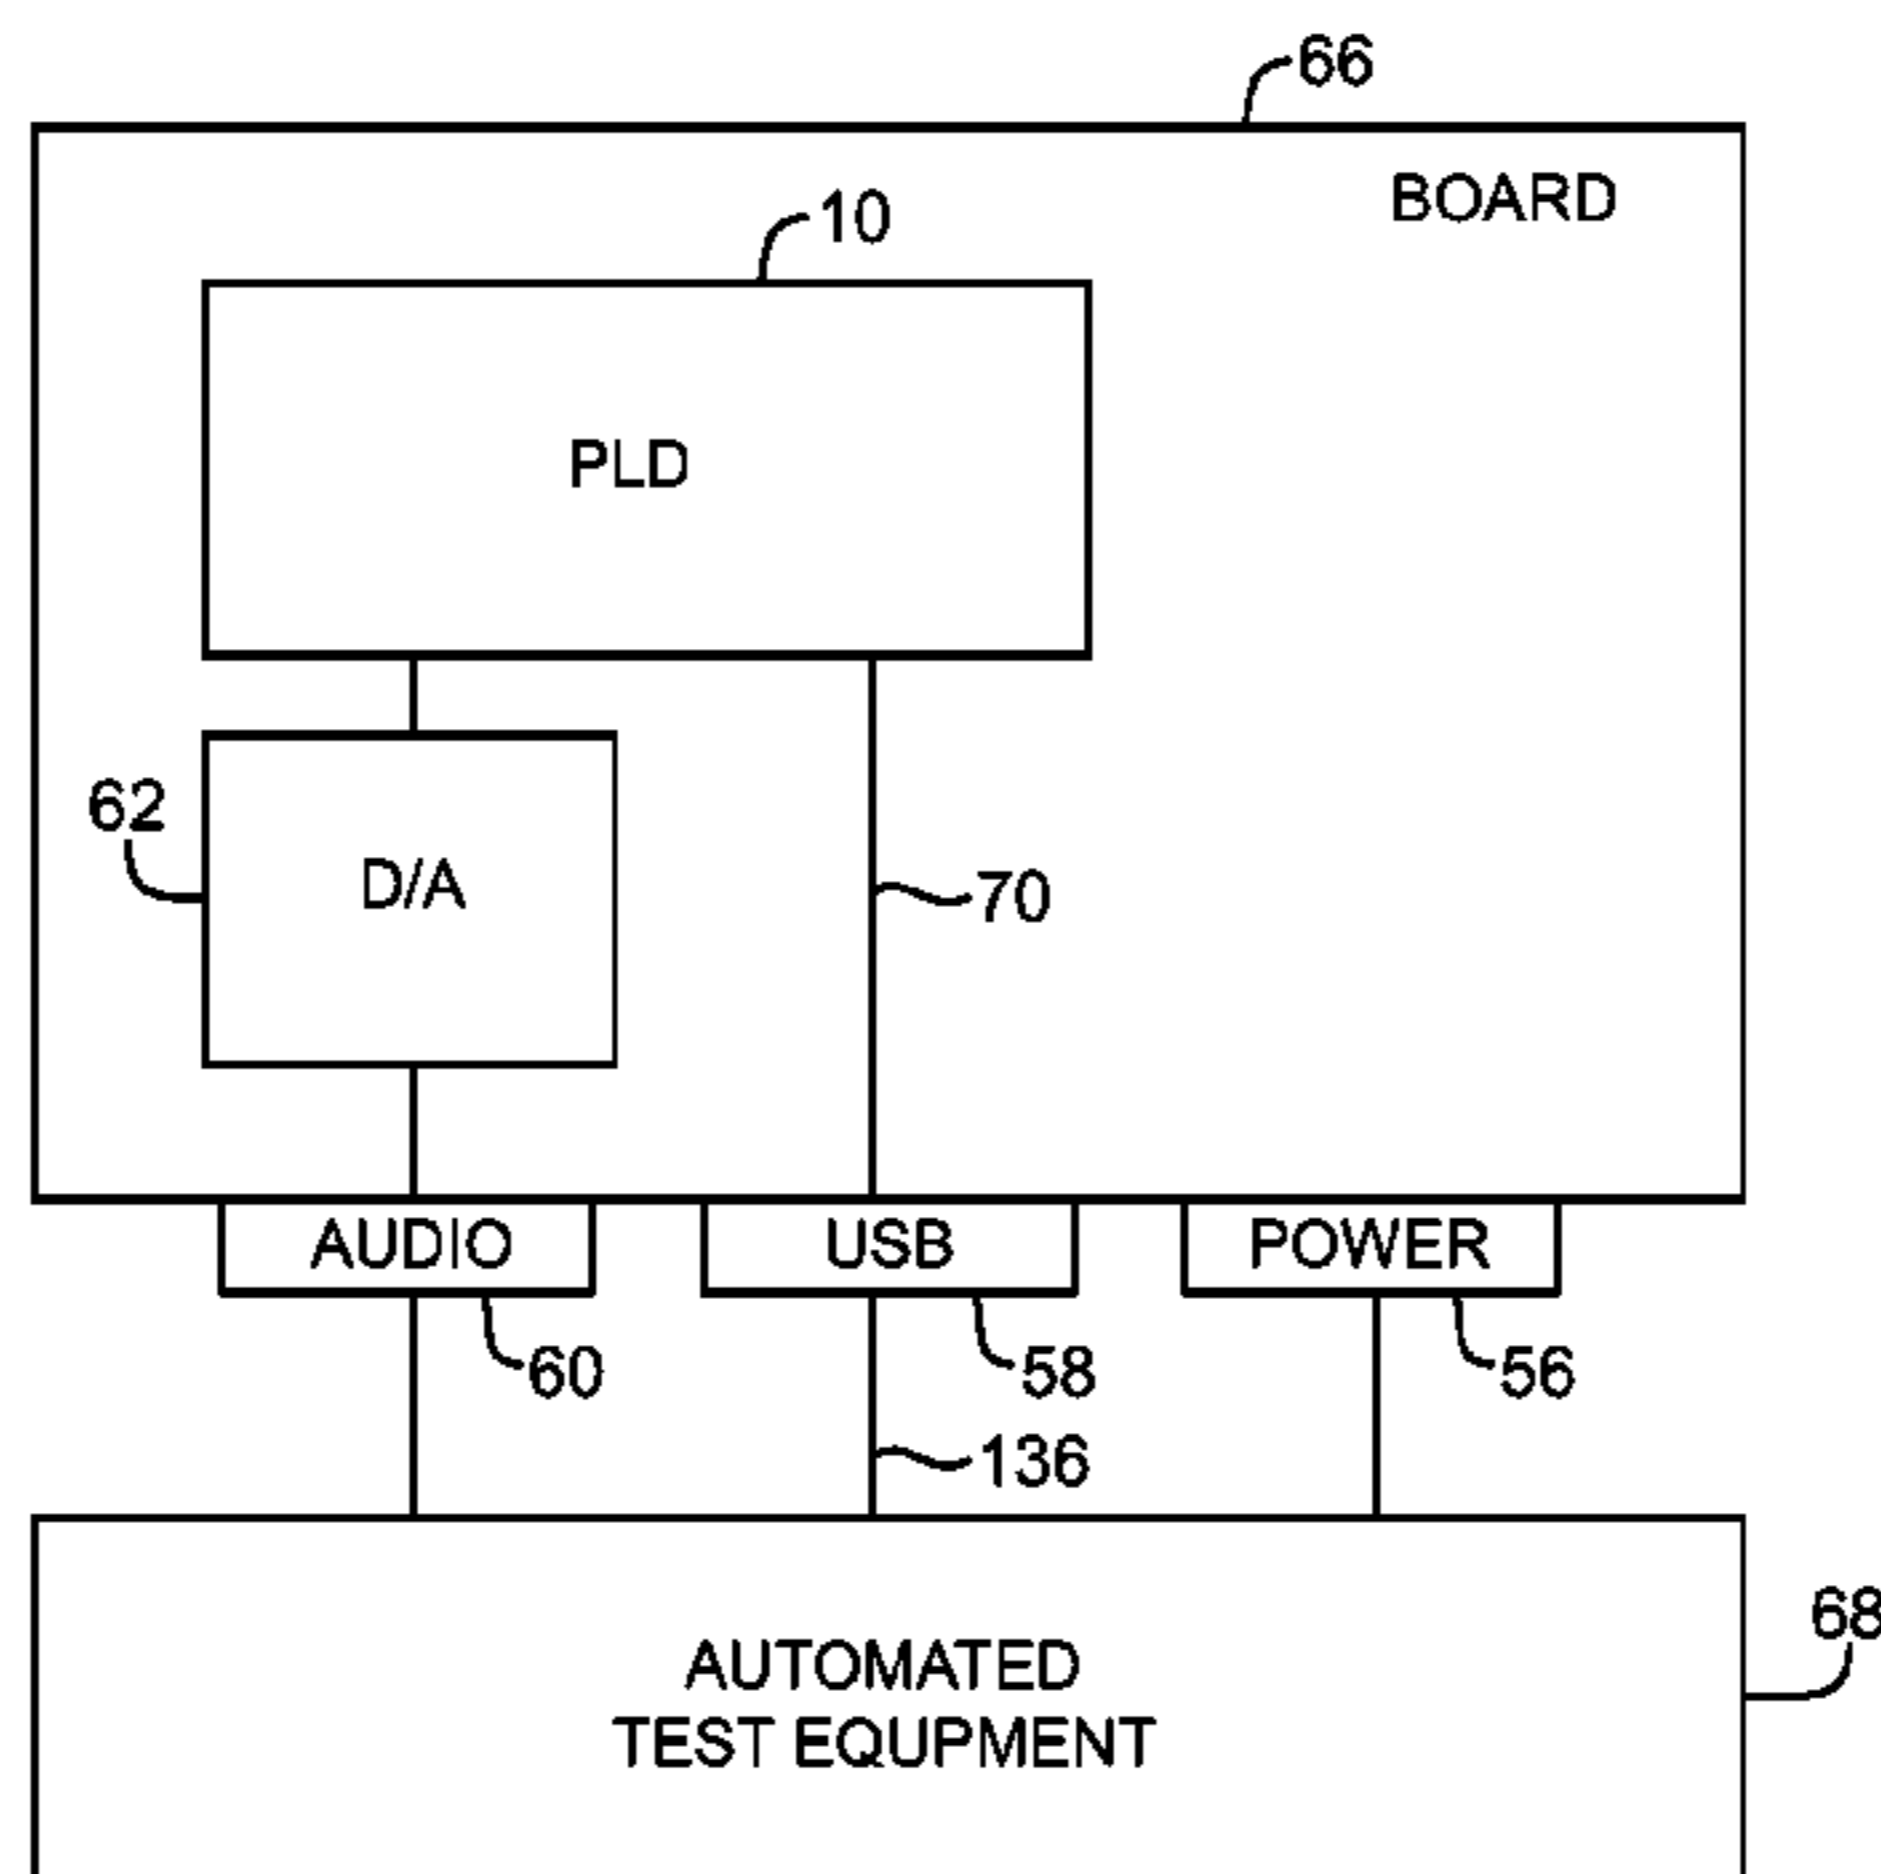 66
BOARD
10
PLD
62
D/A
70
AUDIO
USB
POWER
60
58
56
136
68
AUTOMATED
TEST EQUPMENT